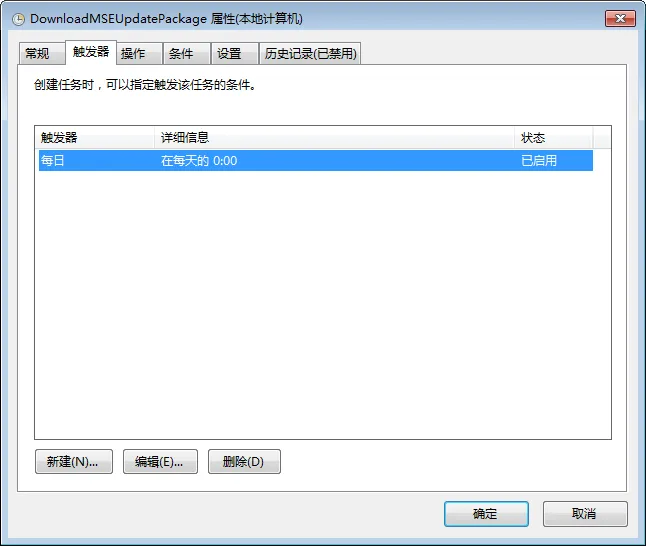 DownloadMSEUpdatePackage 属性(本地计算机)
常规 触发器 操作 条件 设置 历史记录(已禁用)
创建任务时，可以指定触发该任务的条件。
触发器 详细信息 状态
每日 在每天的 0:00 已启用
新建(N)... 编辑(E)... 删除(D)
确定 取消